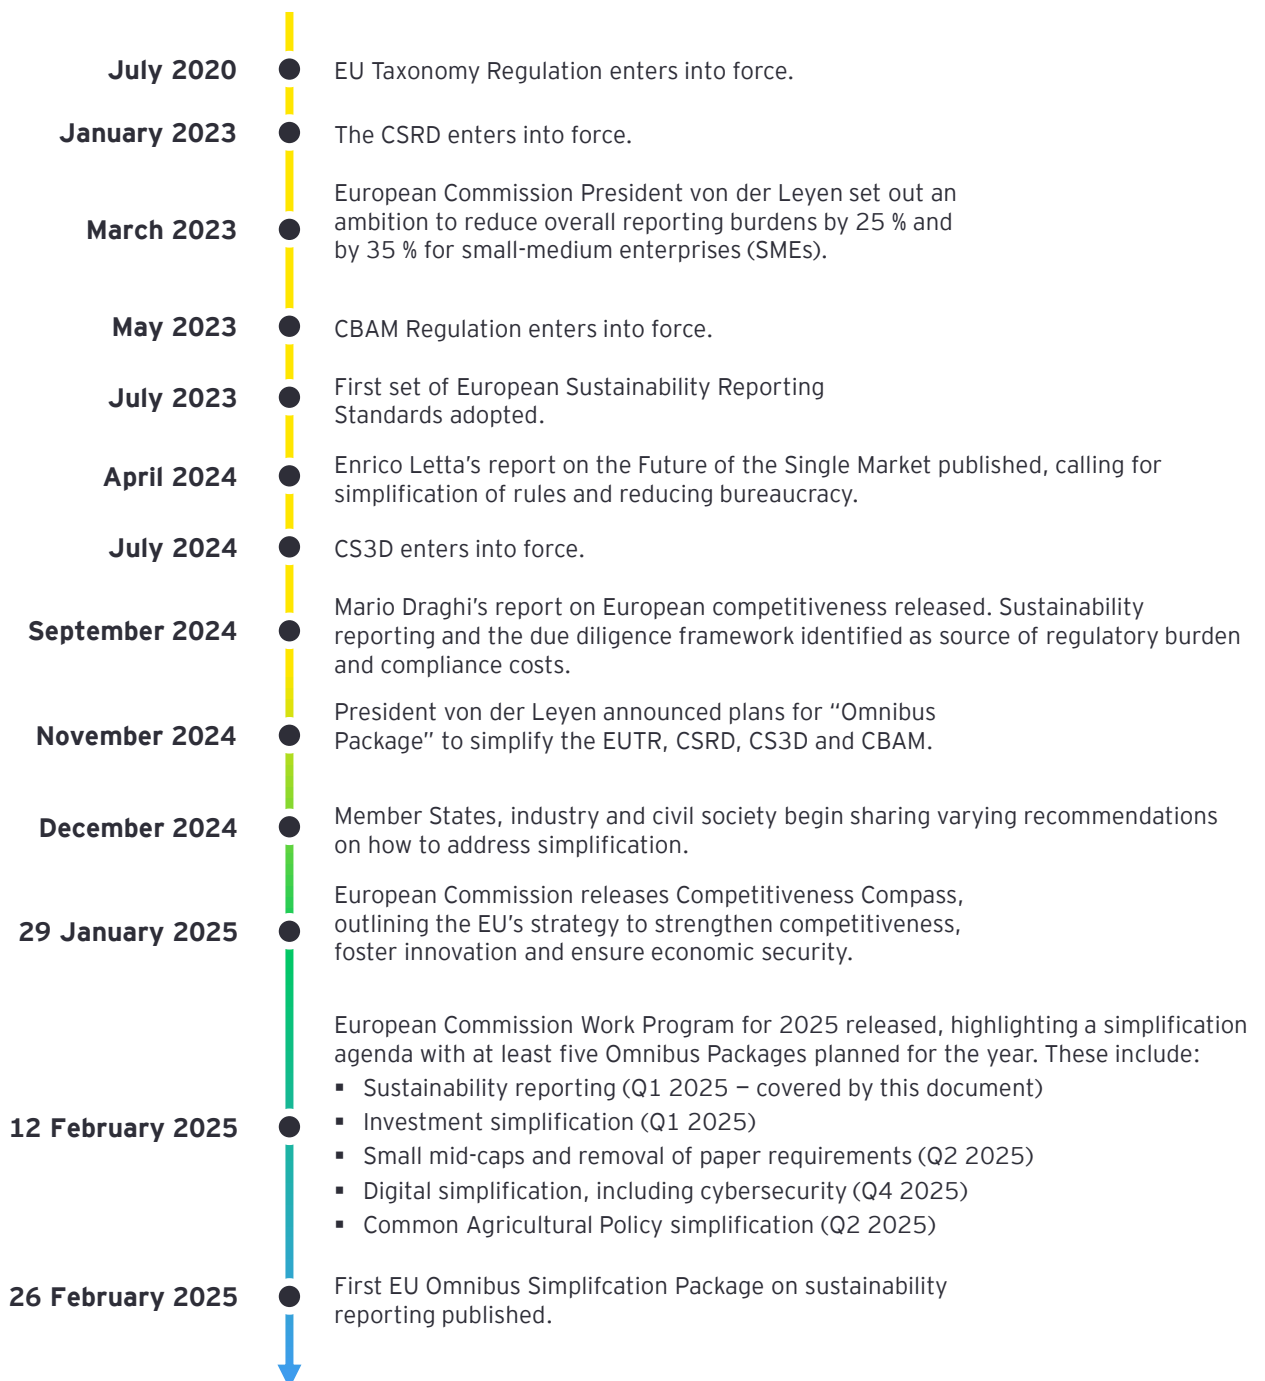 July 2020
EU Taxonomy Regulation enters into force.
January 2023
The CSRD enters into force.
March 2023
European Commission President von der Leyen set out an
ambition to reduce overall reporting burdens by 25 % and
by 35 % for small-medium enterprises (SMEs).
May 2023
CBAM Regulation enters into force.
July 2023
First set of European Sustainability Reporting
Standards adopted.
April 2024
Enrico Letta's report on the Future of the Single Market published, calling for
simplification of rules and reducing bureaucracy.
July 2024
CS3D enters into force.
September 2024
Mario Draghi's report on European competitiveness released. Sustainability
reporting and the due diligence framework identified as source of regulatory burden
and compliance costs.
November 2024
President von der Leyen announced plans for “Omnibus
Package” to simplify the EUTR, CSRD, CS3D and CBAM.
December 2024
Member States, industry and civil society begin sharing varying recommendations
on how to address simplification.
29 January 2025
European Commission releases Competitiveness Compass,
outlining the EU's strategy to strengthen competitiveness,
foster innovation and ensure economic security.
12 February 2025
European Commission Work Program for 2025 released, highlighting a simplification
agenda with at least five Omnibus Packages planned for the year. These include:
▪ Sustainability reporting (Q1 2025 – covered by this document)
▪ Investment simplification (Q1 2025)
▪ Small mid-caps and removal of paper requirements (Q2 2025)
▪ Digital simplification, including cybersecurity (Q4 2025)
▪ Common Agricultural Policy simplification (Q2 2025)
26 February 2025
First EU Omnibus Simplifcation Package on sustainability
reporting published.